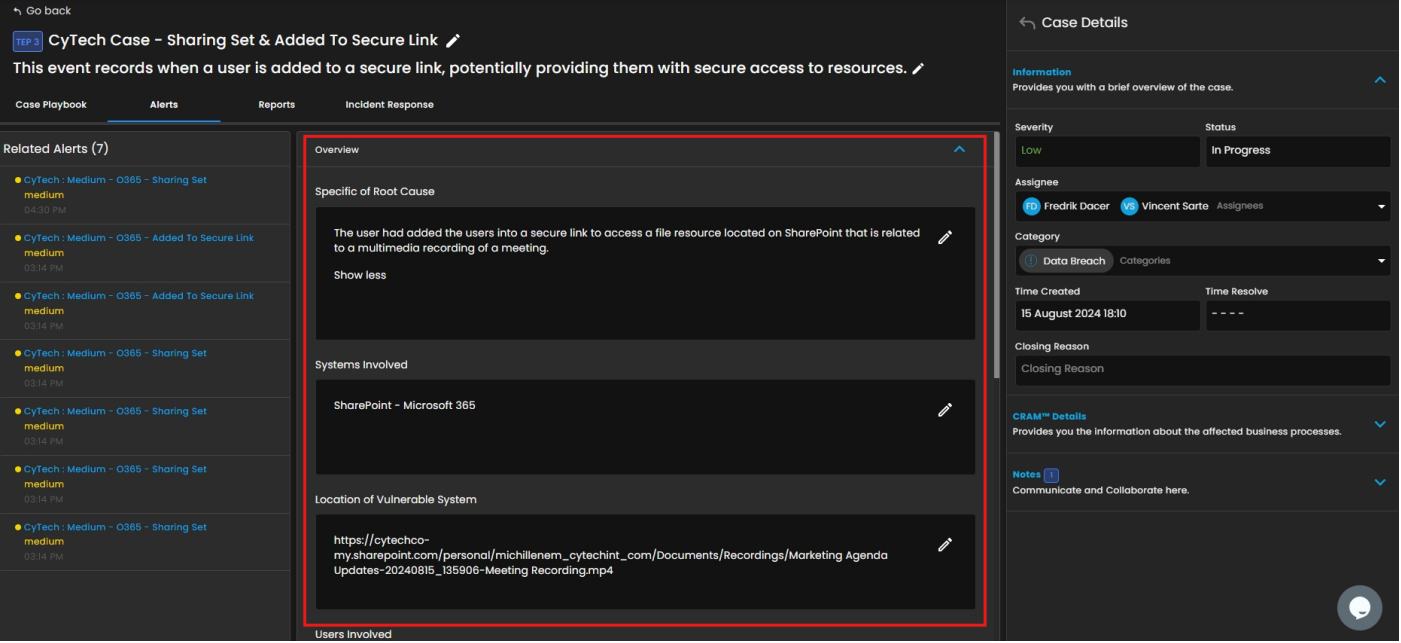 Go back
TEP 3 CyTech Case - Sharing Set & Added To Secure Link
This event records when a user is added to a secure link, potentially providing them with secure access to resources.
Case Playbook
Alerts
Reports
Incident Response
Related Alerts (7)
CyTech : Medium - O365 - Sharing Set
medium
04:30 PM
CyTech : Medium - O365 - Added To Secure Link
medium
03:14 PM
CyTech : Medium - O365 - Added To Secure Link
medium
03:14 PM
CyTech : Medium - O365 - Sharing Set
medium
03:14 PM
CyTech : Medium - O365 - Sharing Set
medium
03:14 PM
CyTech : Medium - O365 - Sharing Set
medium
03:14 PM
CyTech : Medium - O365 - Sharing Set
medium
03:14 PM
Overview
Specific of Root Cause
The user had added the users into a secure link to access a file resource located on SharePoint that is related
to a multimedia recording of a meeting.
Show less
Systems Involved
SharePoint - Microsoft 365
Location of Vulnerable System
https://cytechco-
my.sharepoint.com/personal/michillenem_cytechint_com/Documents/Recordings/Marketing Agenda
Updates-20240815_135906-Meeting Recording.mp4
Users Involved
Case Details
Information
Provides you with a brief overview of the case.
Severity
Status
Low
In Progress
Assignee
FD Fredrik Dacer VS Vincent Sarte Assignees
Category
Data Breach Categories
Time Created
Time Resolve
15 August 2024 18:10
- - - -
Closing Reason
Closing Reason
CRAM™ Details
Provides you the information about the affected business processes.
Notes 1
Communicate and Collaborate here.